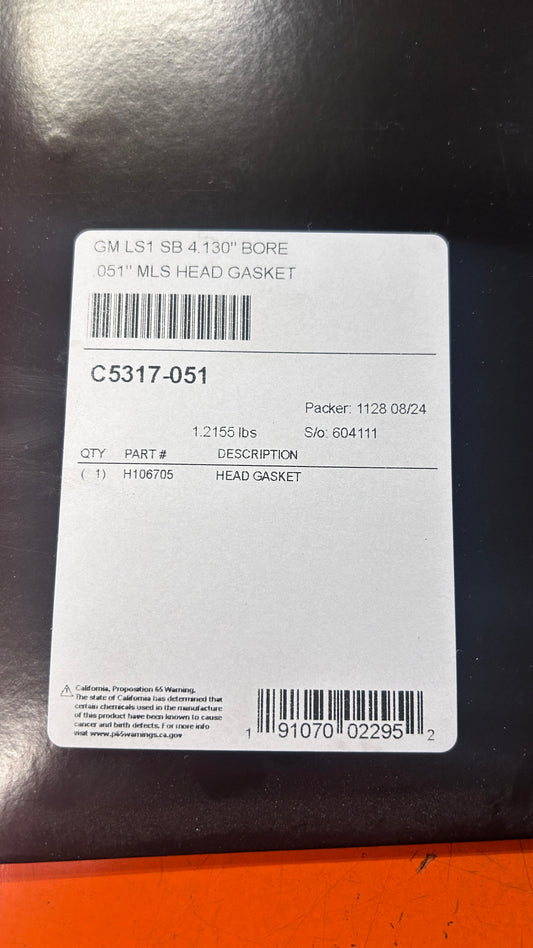 GM LS1 SB 4.130" BORE
.051" MLS HEAD GASKET
C5317-051
Packer: 1128 08/24
1.2155 lbs S/o: 604111
QTY PART # DESCRIPTION
( 1) H106705 HEAD GASKET
California, Proposition 65 Warning.
The state of California has determined that
certain chemicals used in the manufacture
of this product have been known to cause
cancer and birth defects. For more info
visit www.p65warnings.ca.gov
1 91070 02295 2